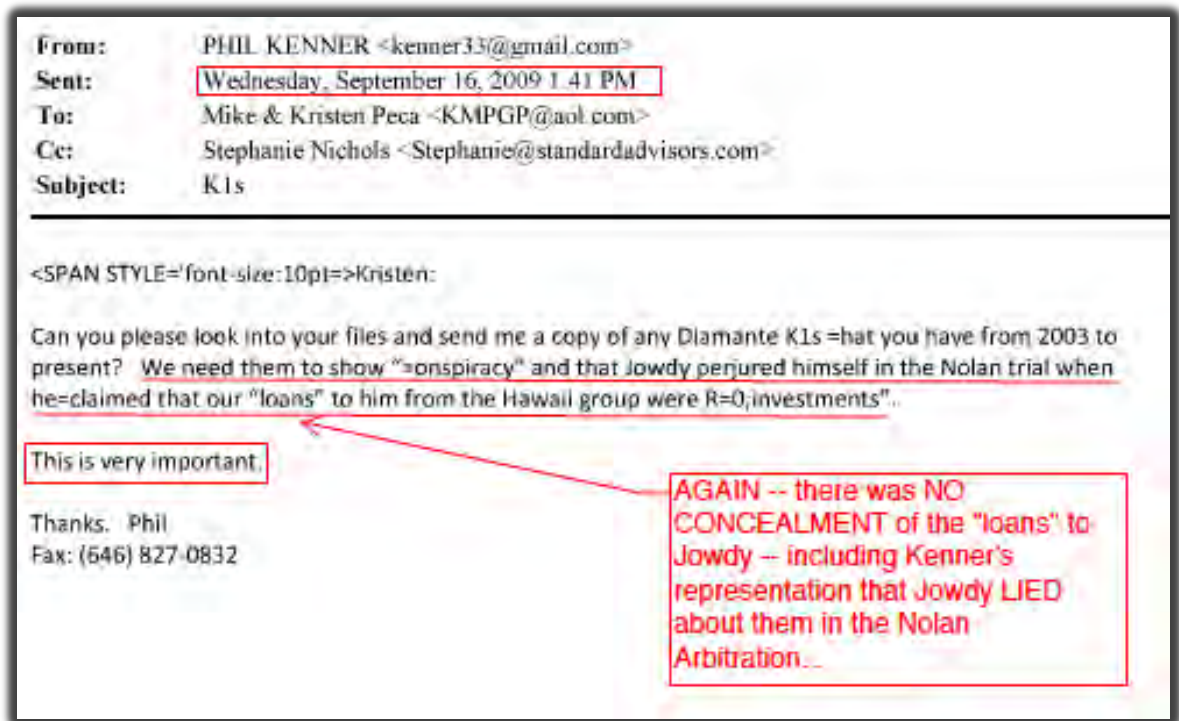 From: PHIL KENNER <kenner33@gmail.com>
Sent: Wednesday, September 16, 2009 1.41 PM
To: Mike & Kristen Peca <KMPGP@aol.com>
Cc: Stephanie Nichols <Stephanie@standardadvisors.com>
Subject: K1s
<SPAN STYLE='font-size:10pt=>Kristen:
Can you please look into your files and send me a copy of any Diamante K1s =hat you have from 2003 to
present? We need them to show "=onspiracy" and that Jowdy perjured himself in the Nolan trial when
he=claimed that our "loans" to him from the Hawaii group were R=0;investments"..
This is very important.
Thanks. Phil
Fax: (646) 827-0832
AGAIN -- there was NO
CONCEALMENT of the "loans" to
Jowdy -- including Kenner's
representation that Jowdy LIED
about them in the Nolan
Arbitration...